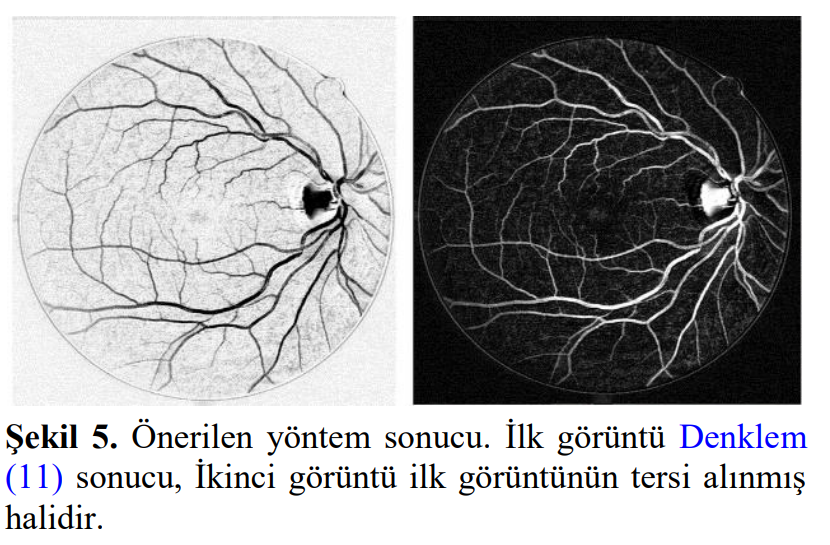 Şekil 5. Önerilen yöntem sonucu. İlk görüntü Denklem
(11) sonucu, İkinci görüntü ilk görüntünün tersi alınmış
halidir.